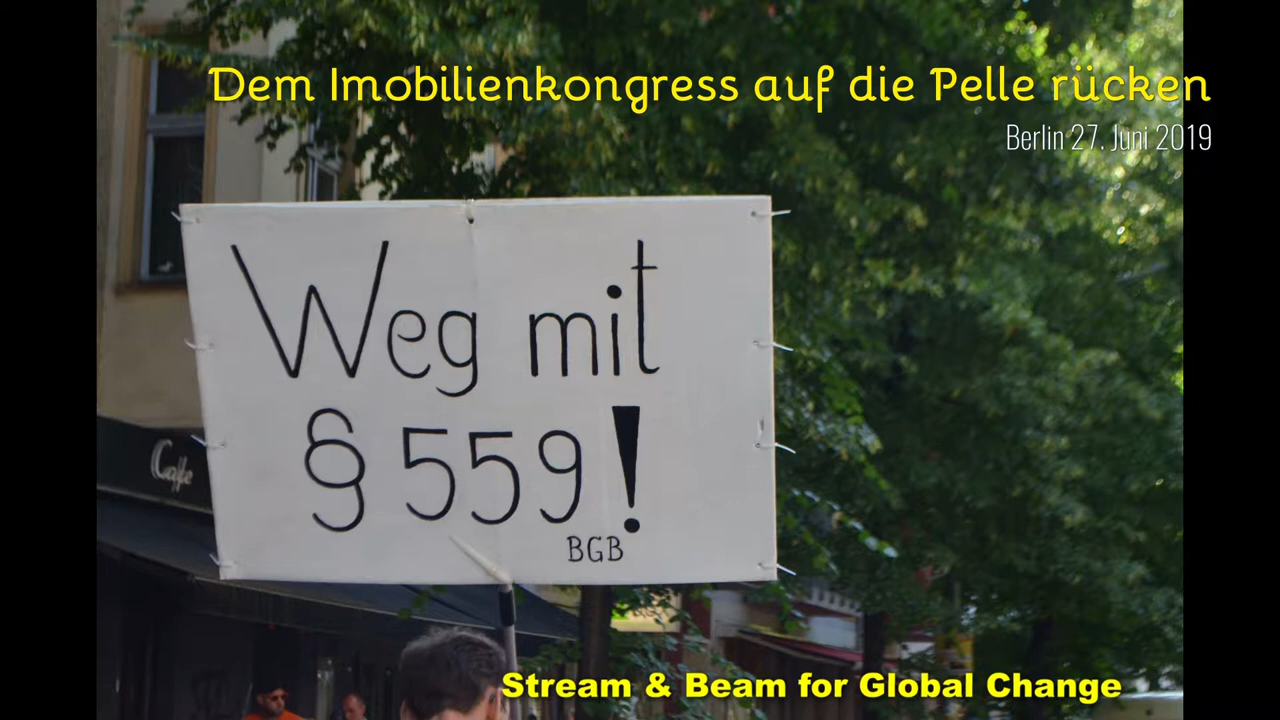 Dem Imobilienkongress auf die Pelle rücken
Berlin 27. Juni 2019
Weg mit
§ 559!
BGB
Caffe
Stream & Beam for Global Change